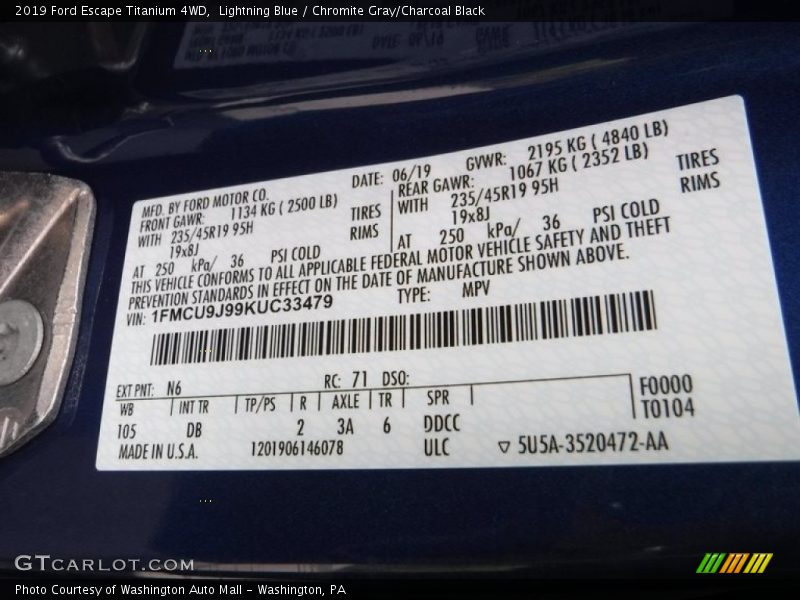 2019 Ford Escape Titanium 4WD,  Lightning Blue / Chromite Gray/Charcoal Black
MFD. BY FORD MOTOR CO.
DATE: 06/19
GVWR: 2195 KG ( 4840 LB)
FRONT GAWR: 1134 KG ( 2500 LB)
REAR GAWR: 1067 KG ( 2352 LB)
WITH 235/45R19 95H TIRES
WITH 235/45R19 95H TIRES
19x8J RIMS
19x8J RIMS
AT 250 kPa/ 36 PSI COLD
AT 250 kPa/ 36 PSI COLD
THIS VEHICLE CONFORMS TO ALL APPLICABLE FEDERAL MOTOR VEHICLE SAFETY AND THEFT
PREVENTION STANDARDS IN EFFECT ON THE DATE OF MANUFACTURE SHOWN ABOVE.
VIN: 1FMCU9J99KUC33479
TYPE: MPV
EXT PNT: N6 RC: 71 DSO:
WB INT TR TP/PS R AXLE TR SPR
F0000
105 DB 2 3A 6 DDCC
T0104
MADE IN U.S.A. 1201906146078 ULC ▽ 5U5A-3520472-AA
GTCARLOT.COM
Photo Courtesy of Washington Auto Mall - Washington, PA